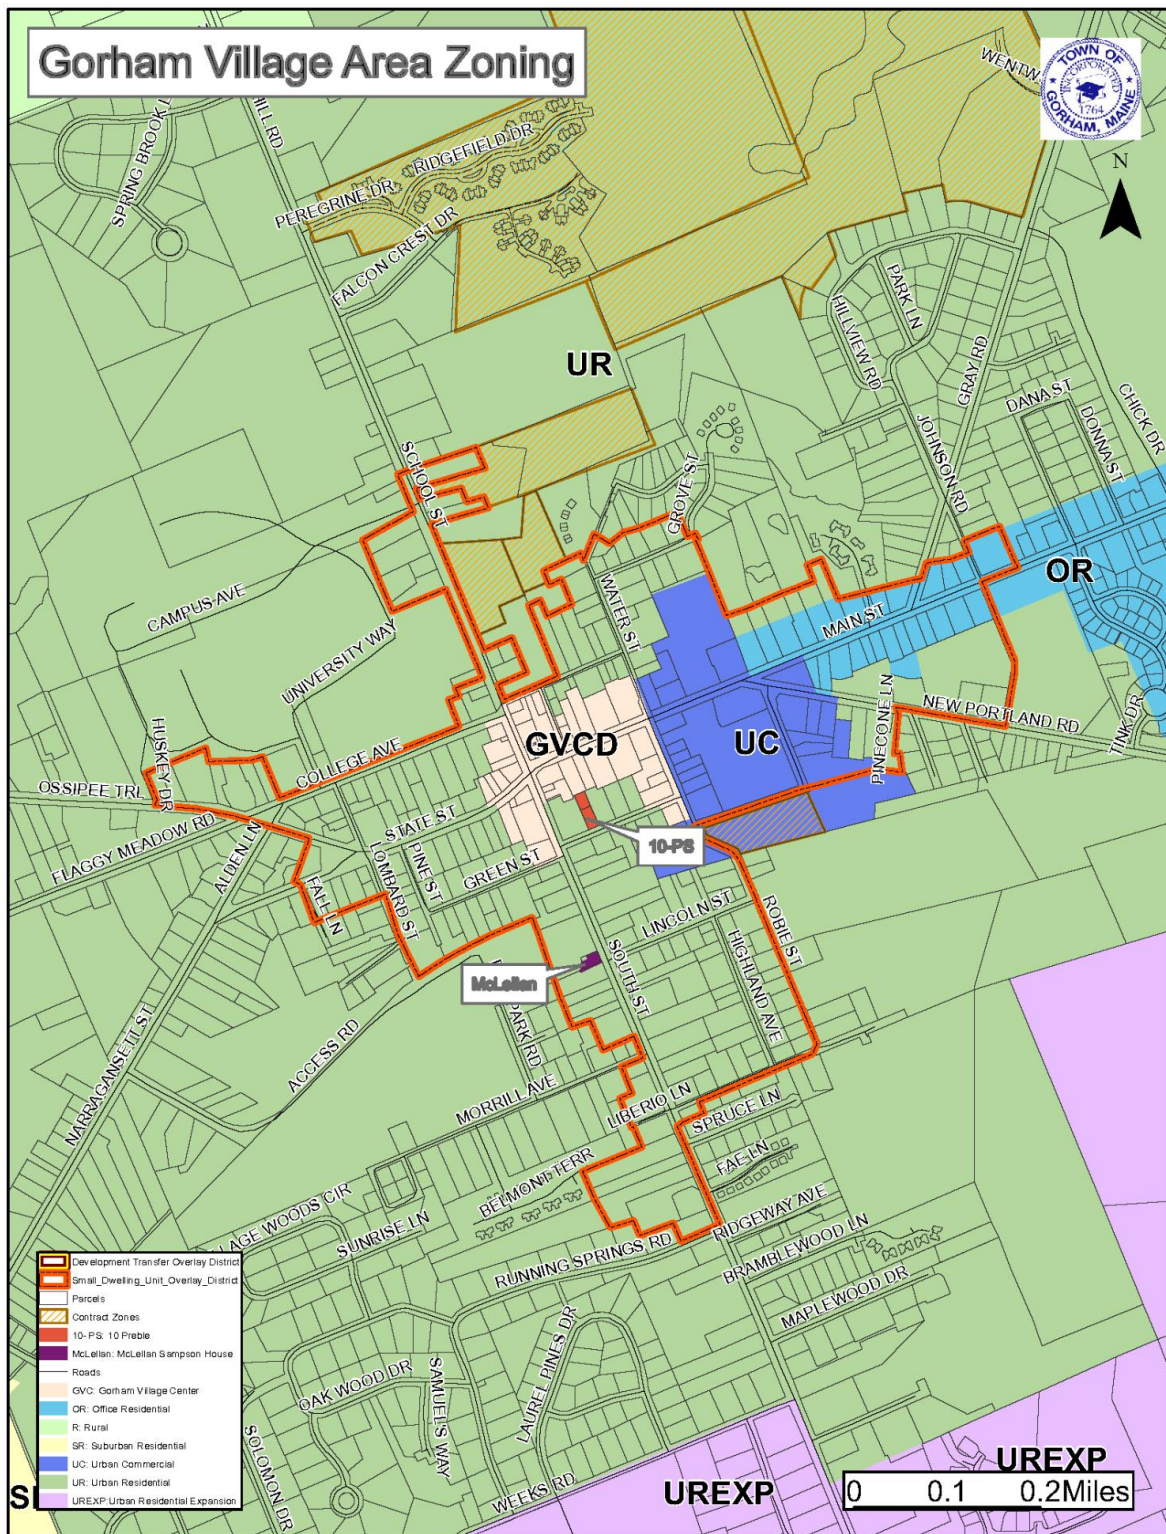 Gorham Village Area Zoning
TOWN OF
INCORPORATED
1764
GORHAM, MAINE
N
WENTW
HILL RD
SPRING BROOK L
RIDGEFIELD DR
PEREGRINE DR
FALCON CREST DR
PARK LN
HILLVIEW RD
GRAY RD
UR
DANA ST
CHICK DR
DONNA ST
JOHNSON RD
SCHOOL ST
GROVE ST
OR
WATER ST
CAMPUS AVE
MAIN ST
UNIVERSITY WAY
PINECONE LN
NEW PORTLAND RD
TINK DR
HUSKEY DR
GVCD
UC
COLLEGE AVE
OSSIPEE TRL
STATE ST
FLAGGY MEADOW RD
10-PS
ALDEN LN
PINE ST
LOMBARD ST
GREEN ST
FALL LN
LINCOLN ST
ROBIE ST
HIGHLAND AVE
SOUTH ST
McLellan
PARK RD
ACCESS RD
NARRAGANSETT ST
MORRILL AVE
LIBERIO LN
SPRUCE LN
FAE LN
BELMONT TERR
RIDGEWAY AVE
LLAGE WOODS CIR
SUNRISE LN
BRAMBLEWOOD LN
RUNNING SPRINGS RD
MAPLEWOOD DR
LAUREL PINES DR
OAK WOOD DR
SAMUEL'S WAY
SOLOMON DR
WEEKS RD
UREXP
UREXP
Development Transfer Overlay District
Small_Dwelling_Unit_Overlay_District
Parcels
Contract Zones
10-PS: 10 Preble
McLellan: McLellan Sampson House
Roads
GVC: Gorham Village Center
OR: Office Residential
R: Rural
SR: Suburban Residential
UC: Urban Commercial
UR: Urban Residential
UREXP:Urban Residential Expansion
0 0.1 0.2Miles